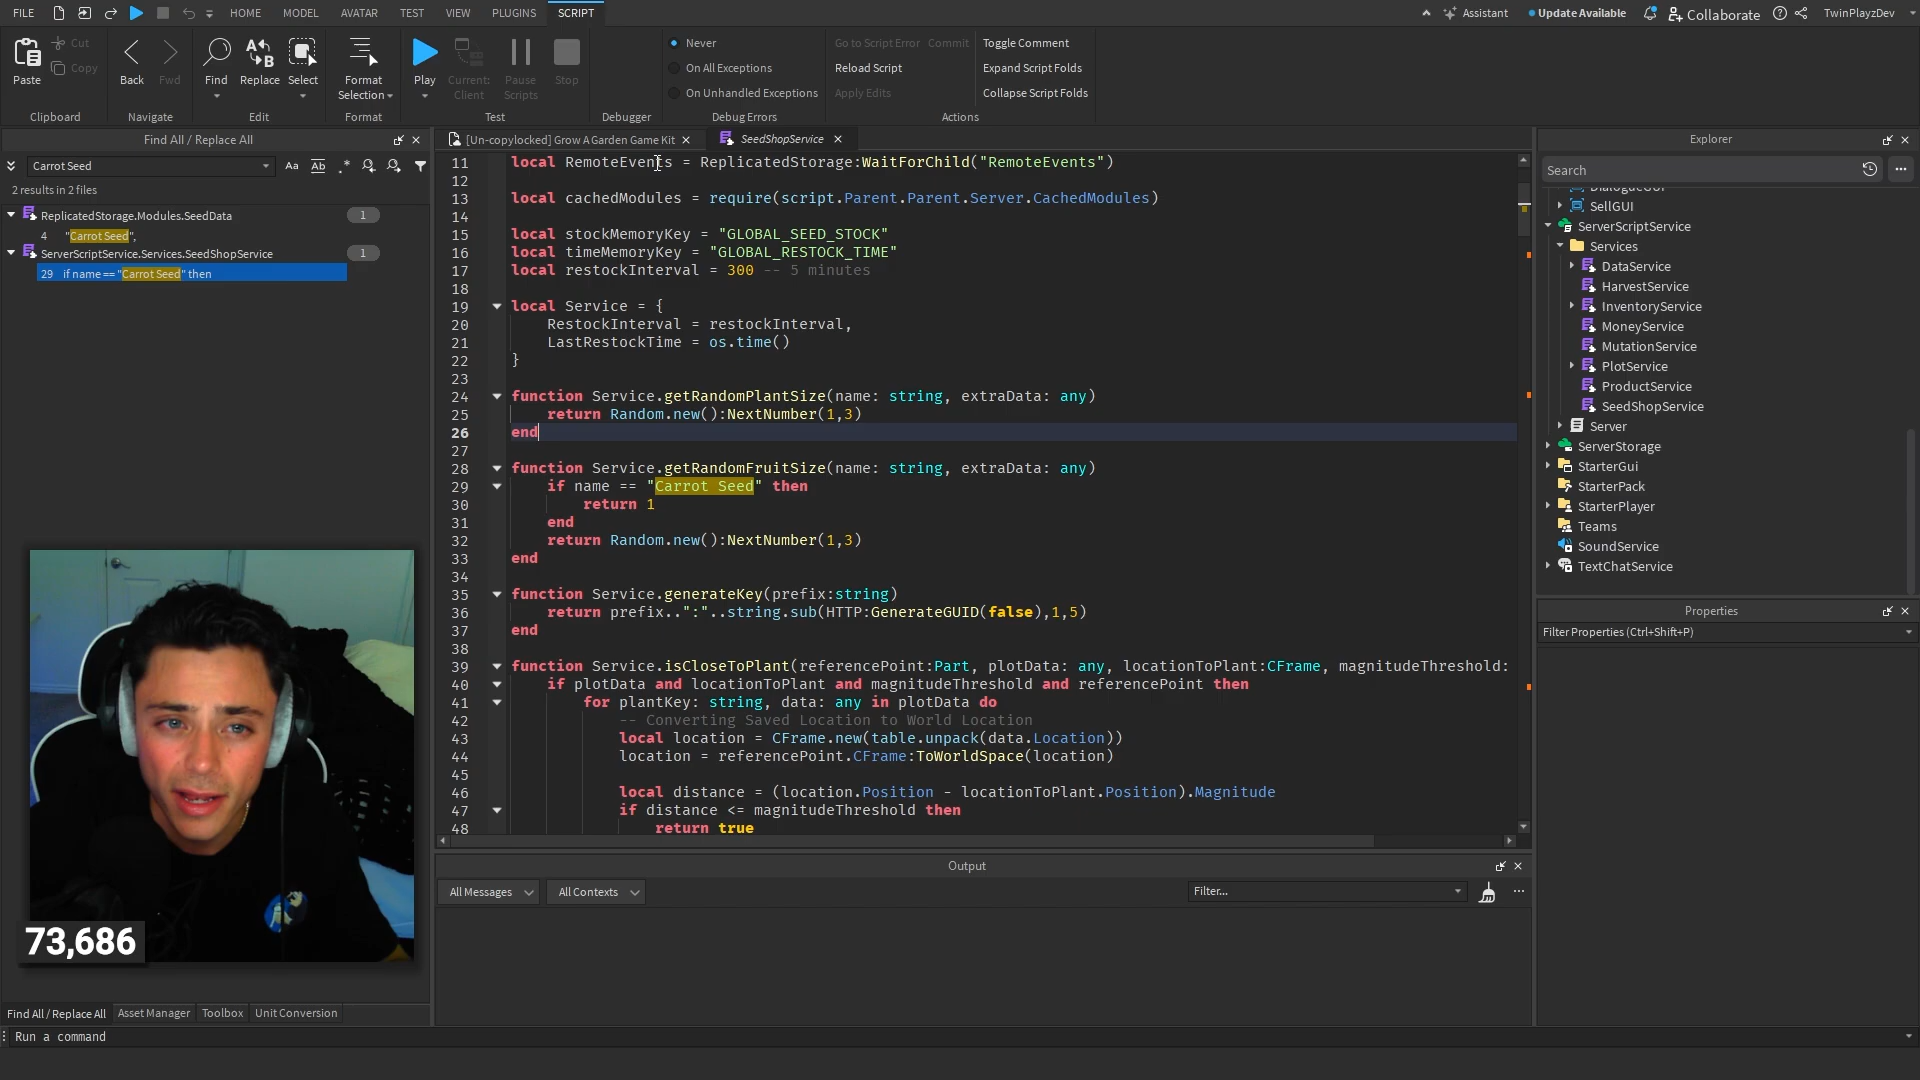 FILE
HOME
MODEL
AVATAR
TEST
VIEW
PLUGINS
SCRIPT
Assistant
Update Available
Collaborate
TwinPlayzDev
Paste
Cut
Copy
Clipboard
Back
Fwd
Navigate
Find
Replace
Select
Edit
Format
Selection
Format
Play
Current:
Client
Pause
Scripts
Stop
Test
Debugger
Never
On All Exceptions
On Unhandled Exceptions
Debug Errors
Go to Script Error
Commit
Reload Script
Apply Edits
Toggle Comment
Expand Script Folds
Collapse Script Folds
Actions
Find All / Replace All
Carrot Seed
Aa
Ab
.*
2 results in 2 files
ReplicatedStorage.Modules.SeedData 1
4 "Carrot Seed",
ServerScriptService.Services.SeedShopService 1
29 if name == "Carrot Seed" then
[Un-copylocked] Grow A Garden Game Kit
SeedShopService
11 local RemoteEvents = ReplicatedStorage:WaitForChild("RemoteEvents")
12
13 local cachedModules = require(script.Parent.Parent.Server.CachedModules)
14
15 local stockMemoryKey = "GLOBAL_SEED_STOCK"
16 local timeMemoryKey = "GLOBAL_RESTOCK_TIME"
17 local restockInterval = 300 -- 5 minutes
18
19 local Service = {
20 RestockInterval = restockInterval,
21 LastRestockTime = os.time()
22 }
23
24 function Service.getRandomPlantSize(name: string, extraData: any)
25 return Random.new():NextNumber(1,3)
26 end
27
28 function Service.getRandomFruitSize(name: string, extraData: any)
29 if name == "Carrot Seed" then
30 return 1
31 end
32 return Random.new():NextNumber(1,3)
33 end
34
35 function Service.generateKey(prefix:string)
36 return prefix..":"..string.sub(HTTP:GenerateGUID(false),1,5)
37 end
38
39 function Service.isCloseToPlant(referencePoint:Part, plotData: any, locationToPlant:CFrame, magnitudeThreshold:
40 if plotData and locationToPlant and magnitudeThreshold and referencePoint then
41 for plantKey: string, data: any in plotData do
42 -- Converting Saved Location to World Location
43 local location = CFrame.new(table.unpack(data.Location))
44 location = referencePoint.CFrame:ToWorldSpace(location)
45
46 local distance = (location.Position - locationToPlant.Position).Magnitude
47 if distance <= magnitudeThreshold then
48 return true
Explorer
Search
DialogueGUI
SellGUI
ServerScriptService
Services
DataService
HarvestService
InventoryService
MoneyService
MutationService
PlotService
ProductService
SeedShopService
Server
ServerStorage
StarterGui
StarterPack
StarterPlayer
Teams
SoundService
TextChatService
Properties
Filter Properties (Ctrl+Shift+P)
73,686
Output
All Messages
All Contexts
Filter...
Find All / Replace All
Asset Manager
Toolbox
Unit Conversion
Run a command